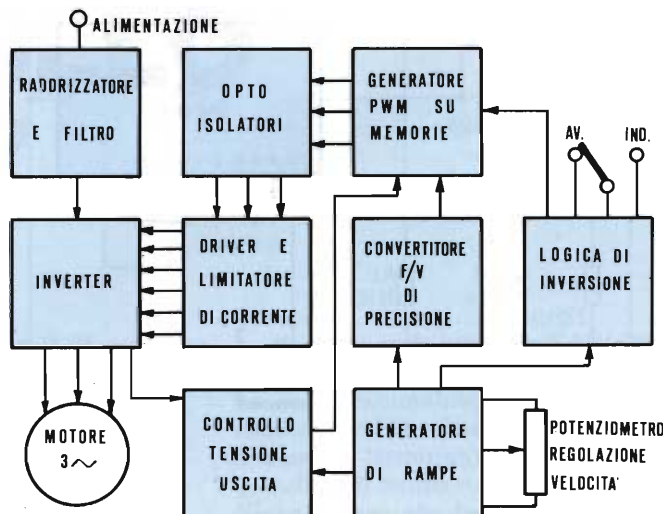 ALIMENTAZIONE
RADDRIZZATORE
E FILTRO
OPTO
ISOLATORI
GENERATORE
PWM SU
MEMORIE
AV.
IND.
INVERTER
DRIVER E
LIMITATORE
DI CORRENTE
CONVERTITORE
F/V
DI
PRECISIONE
LOGICA DI
INVERSIONE
MOTORE
3~
CONTROLLO
TENSIONE
USCITA
GENERATORE
DI RAMPE
POTENZIOMETRO
REGOLAZIONE
VELOCITA'